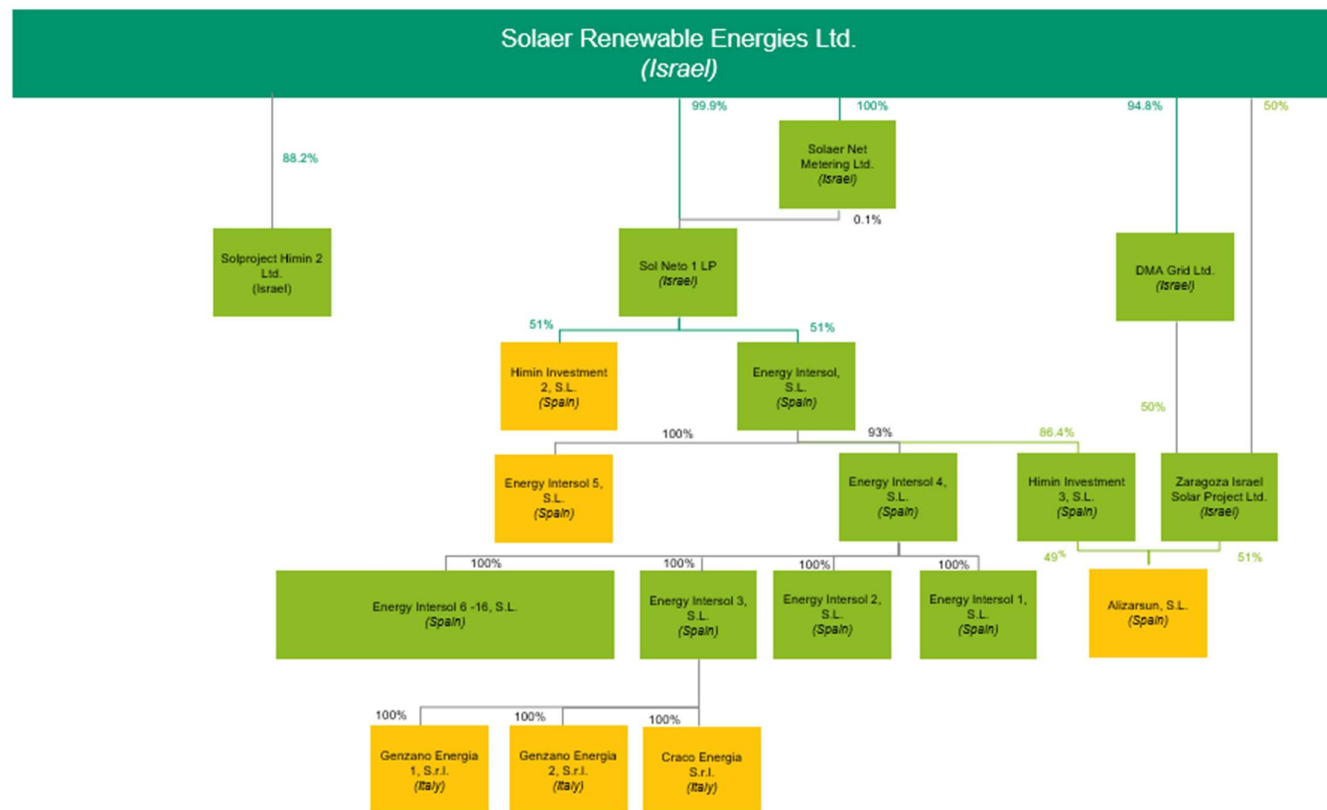 Solaer Renewable Energies Ltd.
(Israel)
99.9%
100%
94.8%
50%
88.2%
Solaer Net
Metering Ltd.
(Israel)
0.1%
Solproject Himin 2
Ltd.
(Israel)
Sol Neto 1 LP
(Israel)
DMA Grid Ltd.
(Israel)
51%
51%
Himin Investment
2, S.L.
(Spain)
Energy Intersol,
S.L.
(Spain)
50%
100%
93%
86.4%
Energy Intersol 5,
S.L.
(Spain)
Energy Intersol 4,
S.L.
(Spain)
Himin Investment
3, S.L.
(Spain)
Zaragoza Israel
Solar Project Ltd.
(Israel)
100%
100%
100%
100%
49%
51%
Energy Intersol 6 -16, S.L.
(Spain)
Energy Intersol 3,
S.L.
(Spain)
Energy Intersol 2,
S.L.
(Spain)
Energy Intersol 1,
S.L.
(Spain)
Alizarsun, S.L.
(Spain)
100%
100%
100%
Genzano Energia
1, S.r.l.
(Italy)
Genzano Energia
2, S.r.l.
(Italy)
Craco Energia
S.r.l.
(Italy)